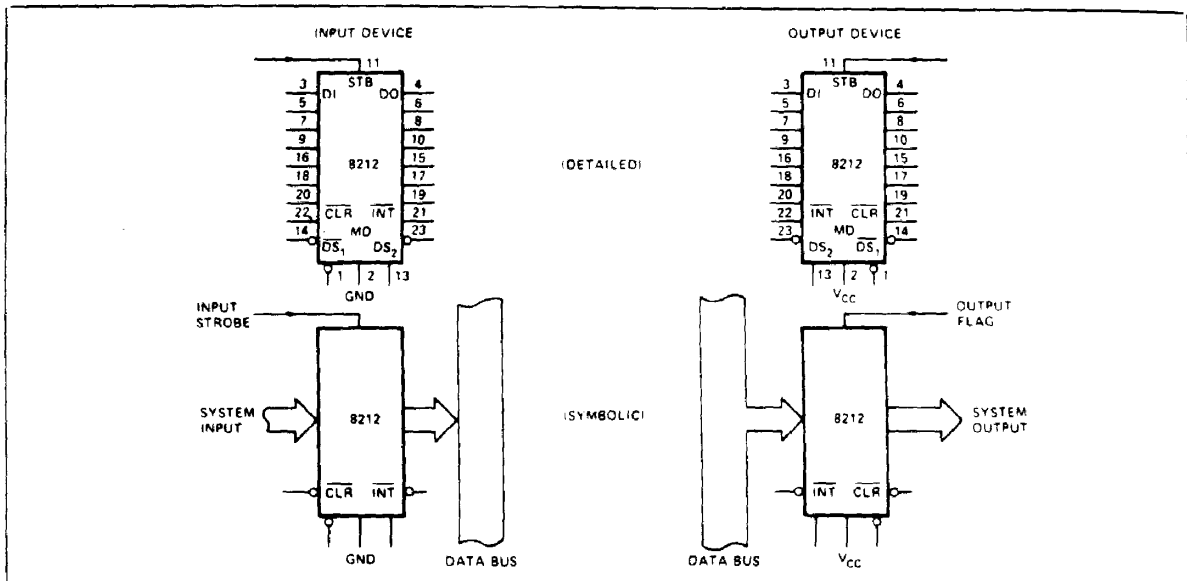 INPUT DEVICE OUTPUT DEVICE
11 11
STB STB
3 DI DO 4 3 DI DO 4
5 6 5 6
7 8 7 8
9 10 9 10
16 8212 15 (DETAILED) 16 8212 15
18 17 18 17
20 19 20 19
22 CLR INT 21 22 INT CLR 21
14 MD 23 23 MD 14
DS1 DS2 DS2 DS1
1 2 13 13 2 1
GND VCC
INPUT STROBE OUTPUT FLAG
SYSTEM INPUT 8212 (SYMBOLIC) 8212 SYSTEM OUTPUT
CLR INT INT CLR
GND DATA BUS DATA BUS VCC